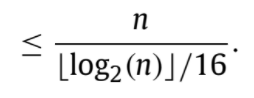 ≤ n / ⌊log₂(n)⌋/16.